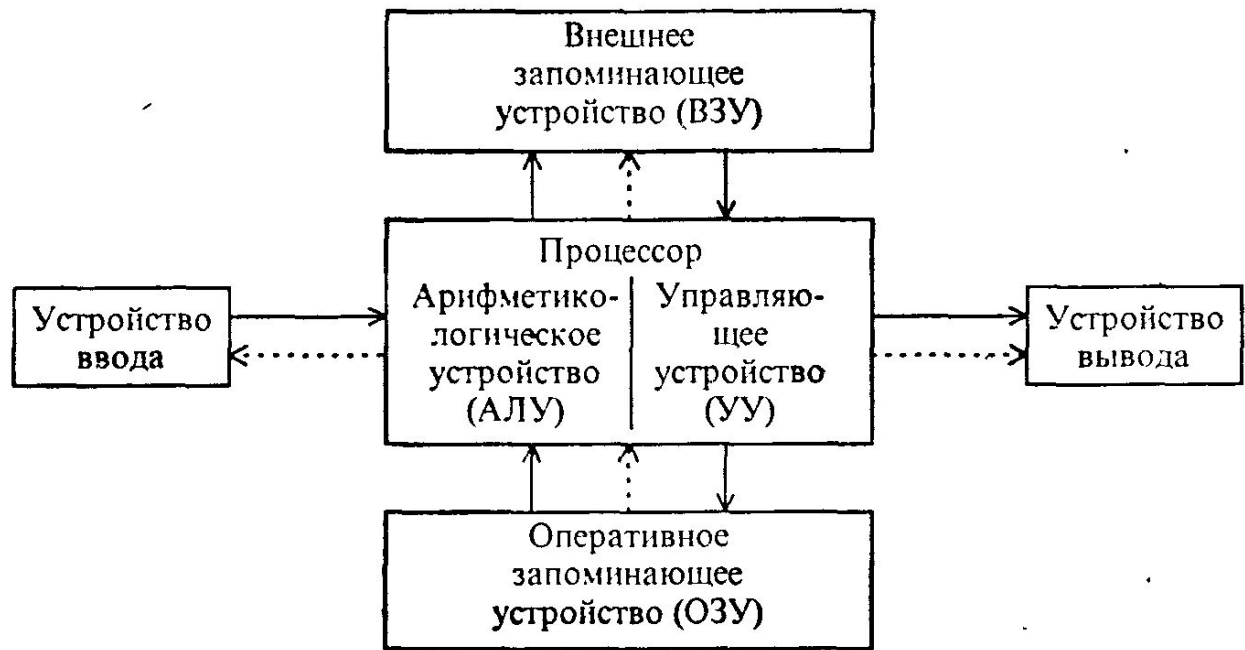 Внешнее
запоминающее
устройство (ВЗУ)
Процессор
Арифметико-
логическое
устройство
(АЛУ)
Управляю-
щее
устройство
(УУ)
Устройство
ввода
Устройство
вывода
Оперативное
запоминающее
устройство (ОЗУ)